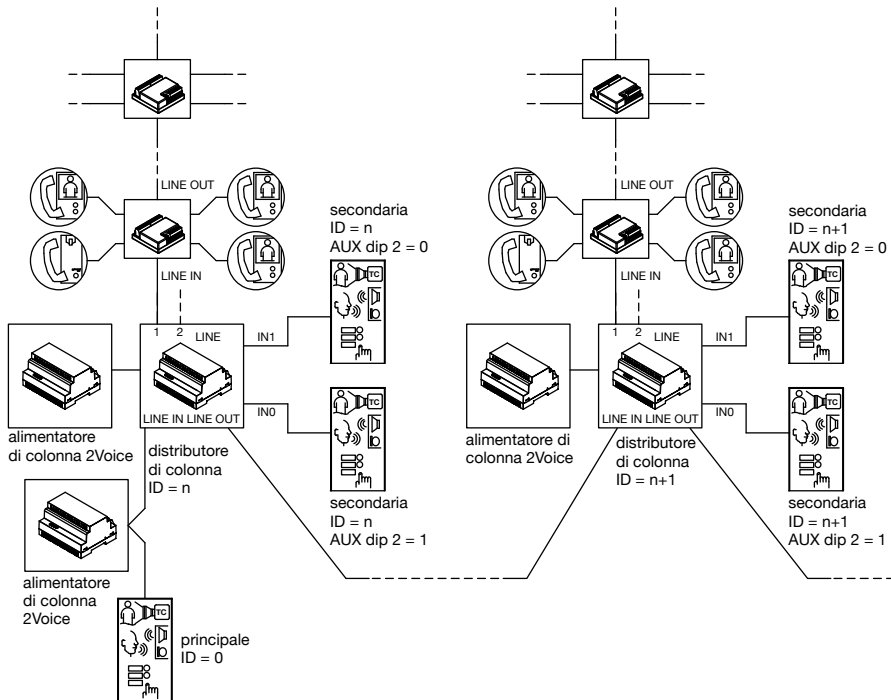 LINE OUT
LINE IN
secondaria
ID = n
AUX dip 2 = 0
TC
1 2 LINE
IN1
IN0
LINE IN LINE OUT
alimentatore
di colonna 2Voice
distributore
di colonna
ID = n
TC
secondaria
ID = n
AUX dip 2 = 1
alimentatore
di colonna
2Voice
TC
principale
ID = 0
LINE OUT
LINE IN
secondaria
ID = n+1
AUX dip 2 = 0
TC
1 2 LINE
IN1
IN0
LINE IN LINE OUT
alimentatore di
colonna 2Voice
distributore
di colonna
ID = n+1
TC
secondaria
ID = n+1
AUX dip 2 = 1